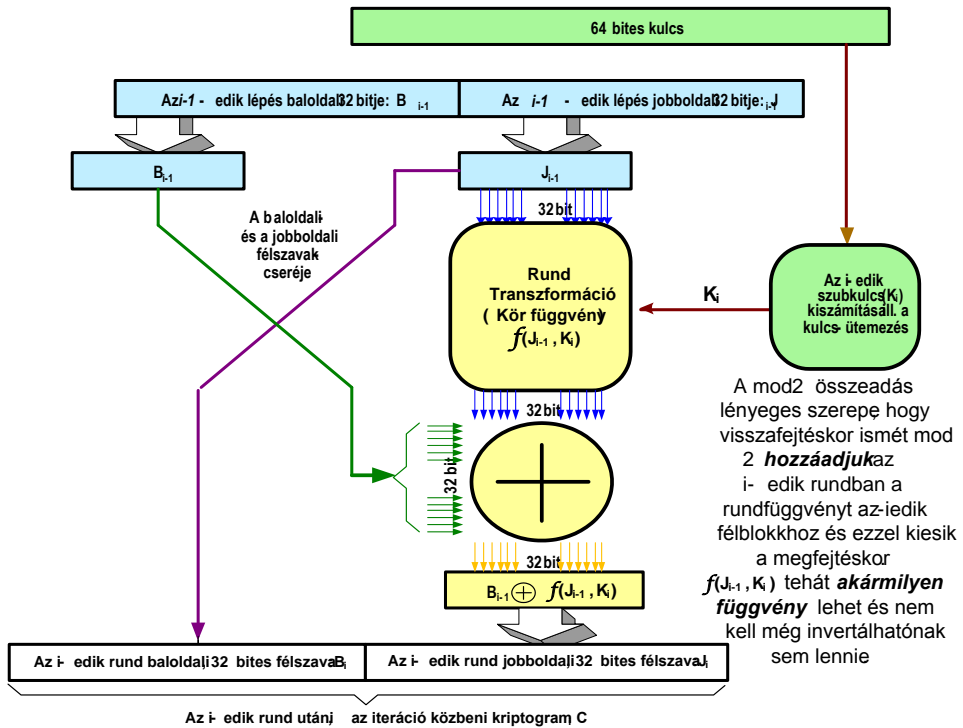 64 bites kulcs
Az i-1 - edik lépés baloldali 32 bitje: B i-1
Az i-1 - edik lépés jobboldali 32 bitje: J i-1
B i-1
J i-1
32 bit
A baloldali
és a jobboldali
félszavak
cseréje
Rund
Transzformáció
( Kör függvény)
f(J i-1 , K i)
K i
Az i- edik
szubkulcs (K i)
kiszámítása ill. a
kulcs- ütemezés
32 bit
32 bit
A mod2 összeadás
lényeges szerepe, hogy
visszafejtéskor ismét mod
2 hozzáadjuk az
i- edik rundban a
rundfüggvényt az-iedik
félblokkhoz és ezzel kiesik
a megfejtéskor
f(J i-1 , K i) tehát akármilyen
függvény lehet és nem
kell még invertálhatónak
sem lennie
32 bit
B i-1 ⊕ f(J i-1 , K i)
Az i- edik rund baloldali, 32 bites félszava B i
Az i- edik rund jobboldali, 32 bites félszava J i
Az i- edik rund után, az iteráció közbeni kriptogram, C